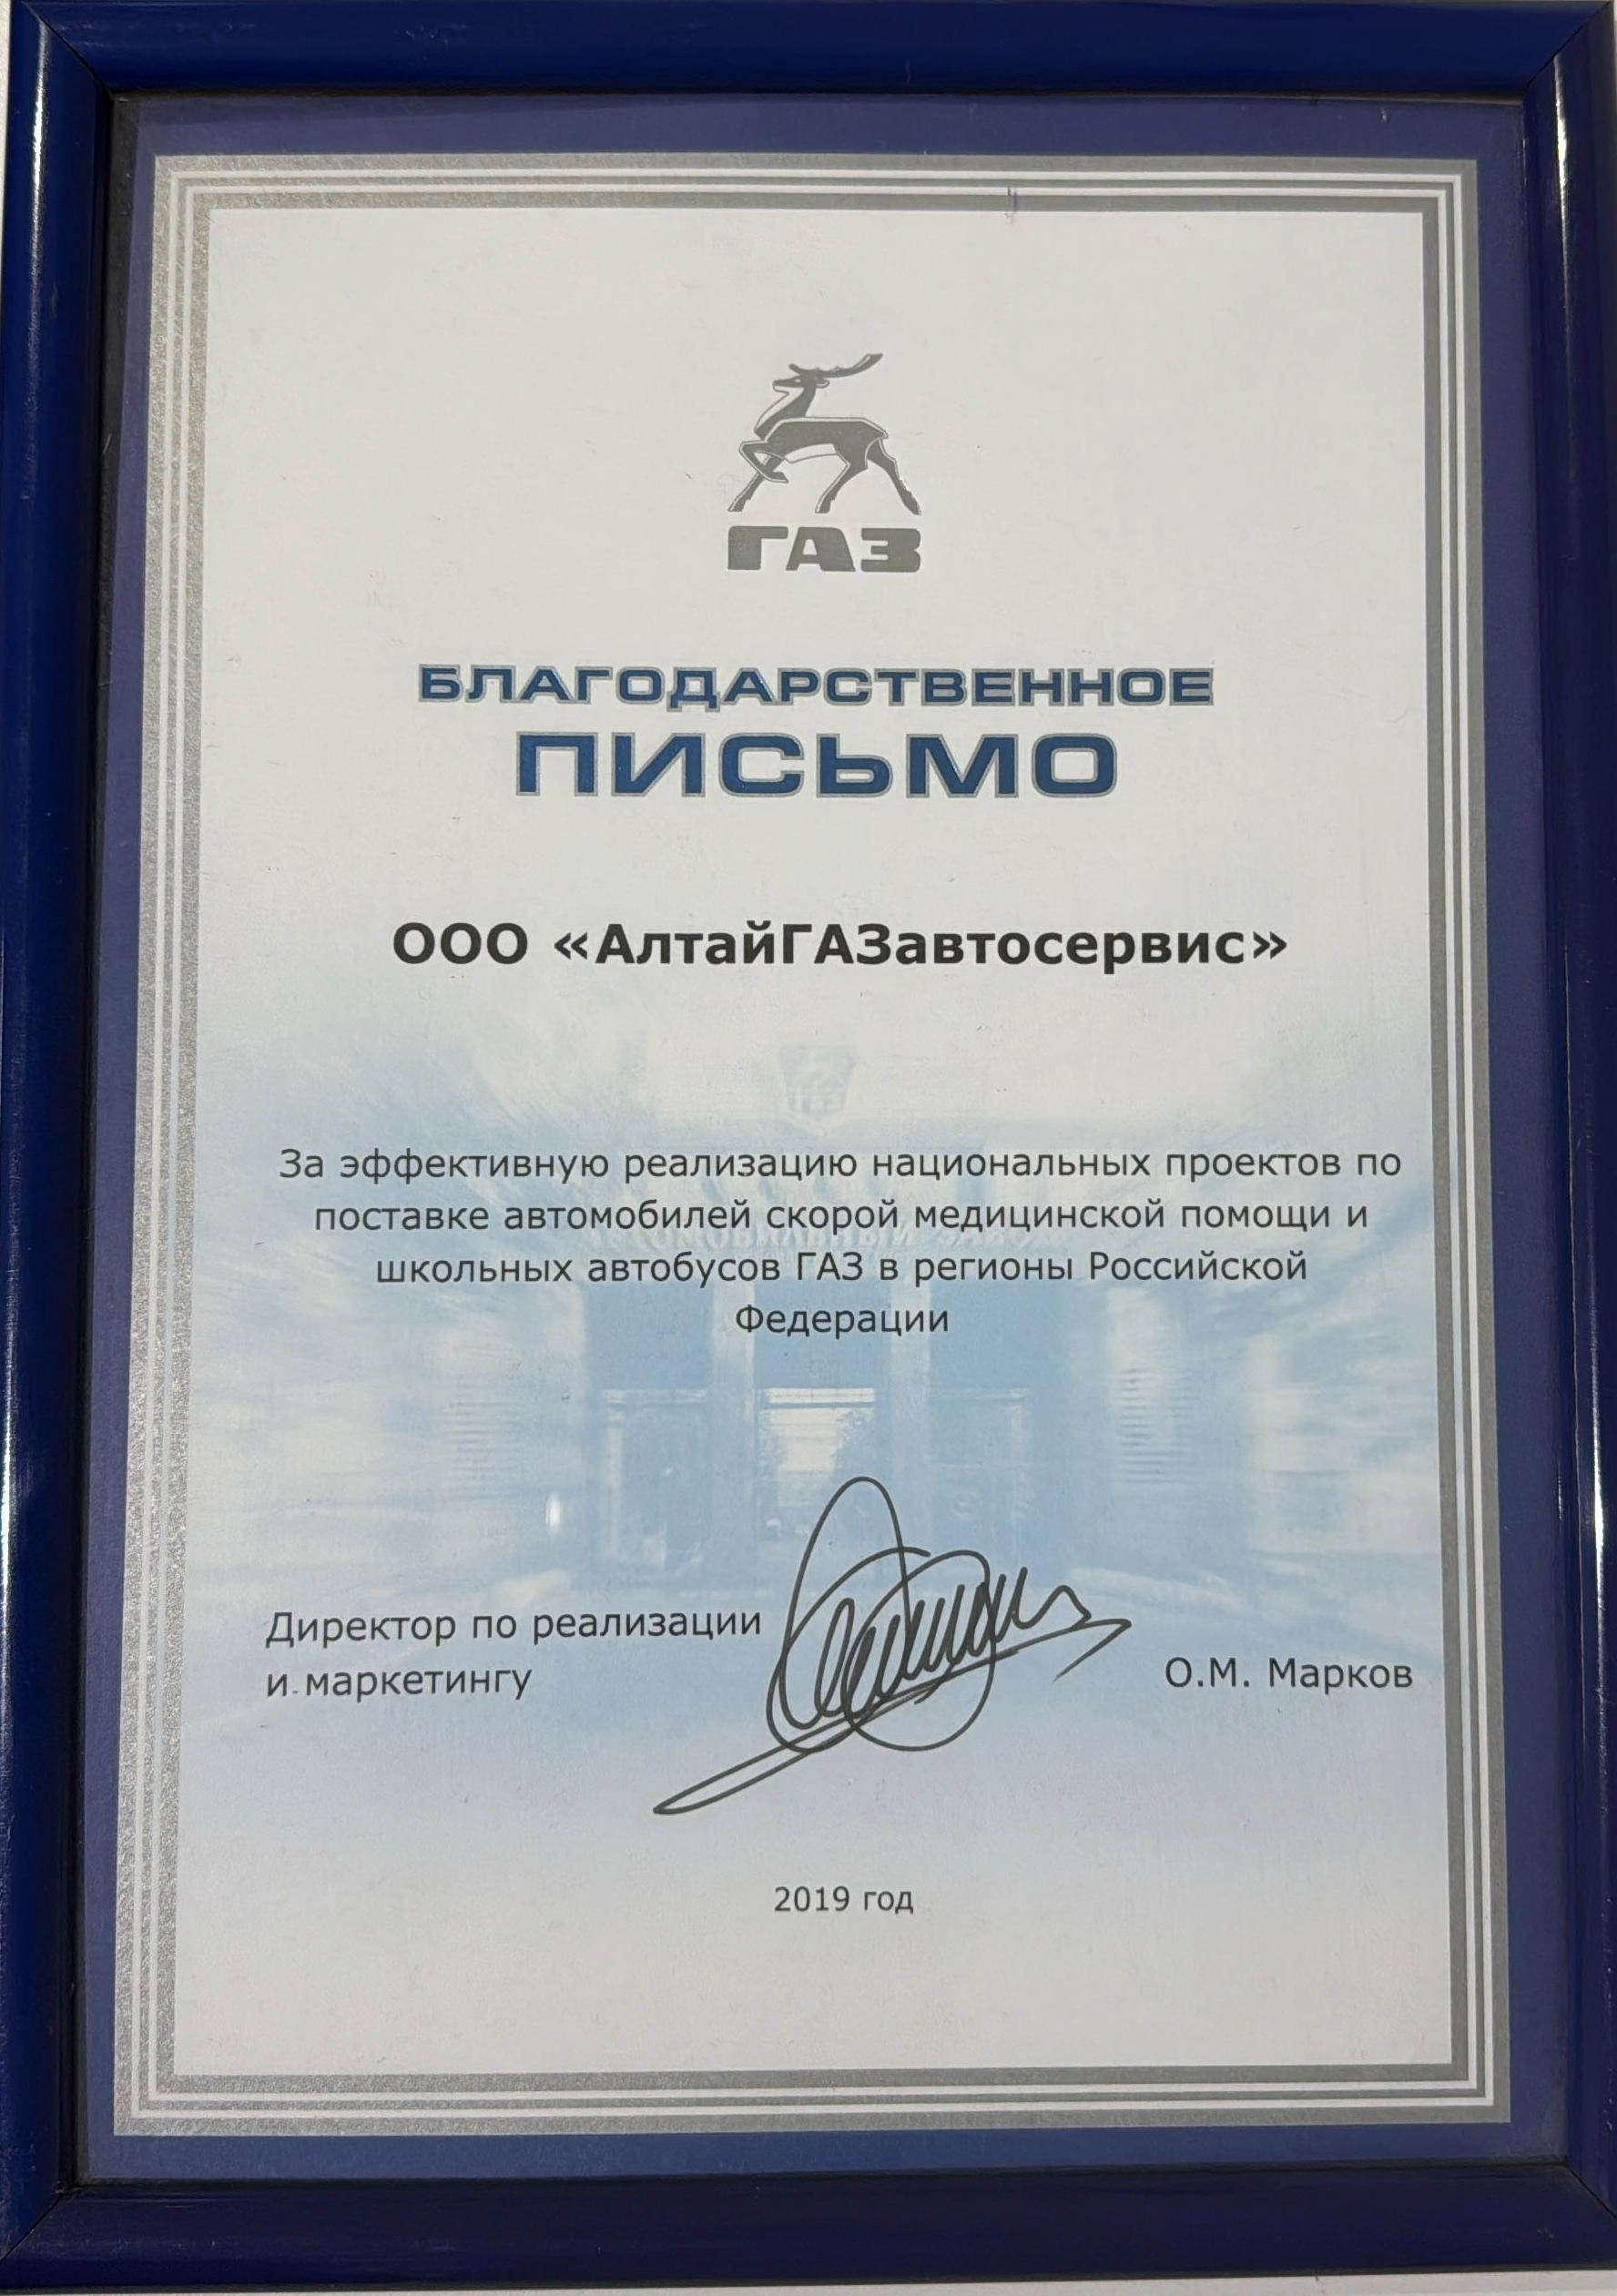 ГАЗ
БЛАГОДАРСТВЕННОЕ
ПИСЬМО
ООО «АлтайГАЗавтосервис»
За эффективную реализацию национальных проектов по
поставке автомобилей скорой медицинской помощи и
школьных автобусов ГАЗ в регионы Российской
Федерации
Директор по реализации
и маркетингу
О.М. Марков
2019 год